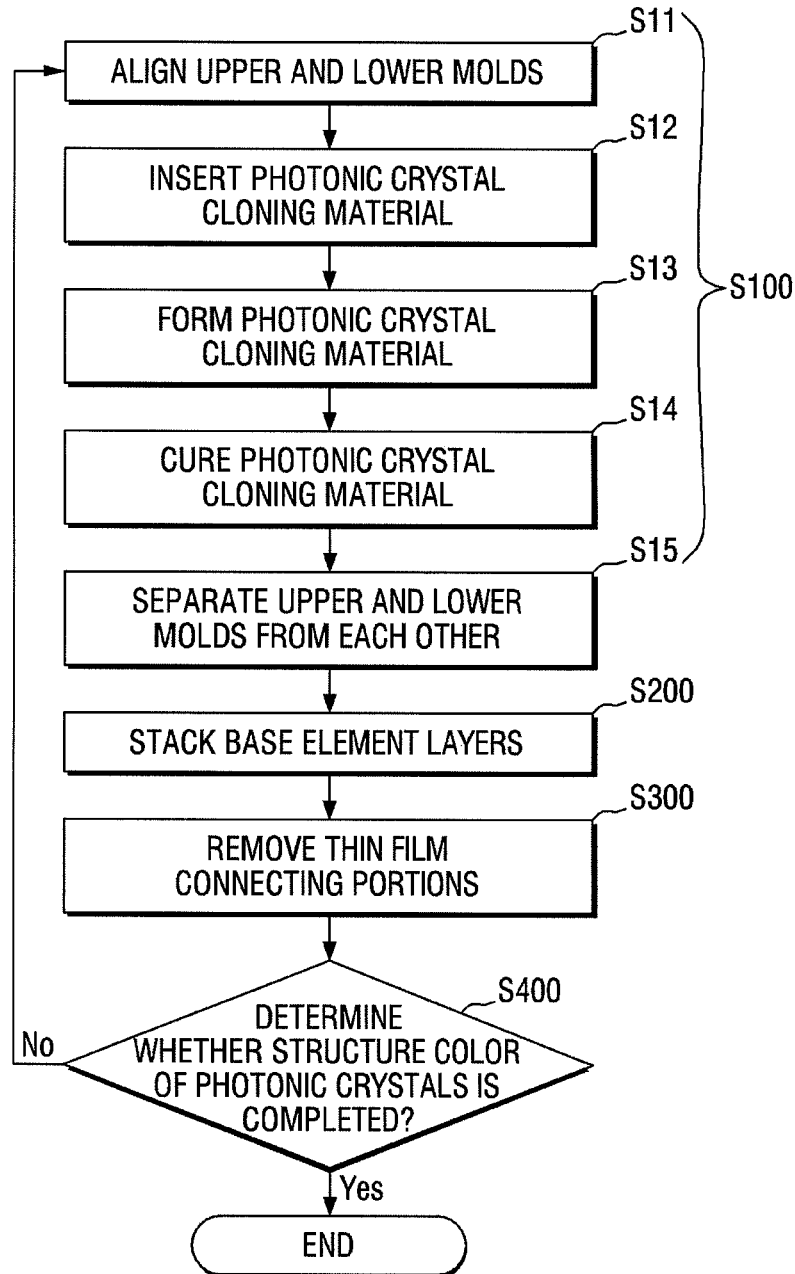 S11
ALIGN UPPER AND LOWER MOLDS
S12
INSERT PHOTONIC CRYSTAL
CLONING MATERIAL
S13
FORM PHOTONIC CRYSTAL
CLONING MATERIAL
S100
S14
CURE PHOTONIC CRYSTAL
CLONING MATERIAL
S15
SEPARATE UPPER AND LOWER
MOLDS FROM EACH OTHER
S200
STACK BASE ELEMENT LAYERS
S300
REMOVE THIN FILM
CONNECTING PORTIONS
S400
DETERMINE
WHETHER STRUCTURE COLOR
OF PHOTONIC CRYSTALS IS
COMPLETED?
No
Yes
END